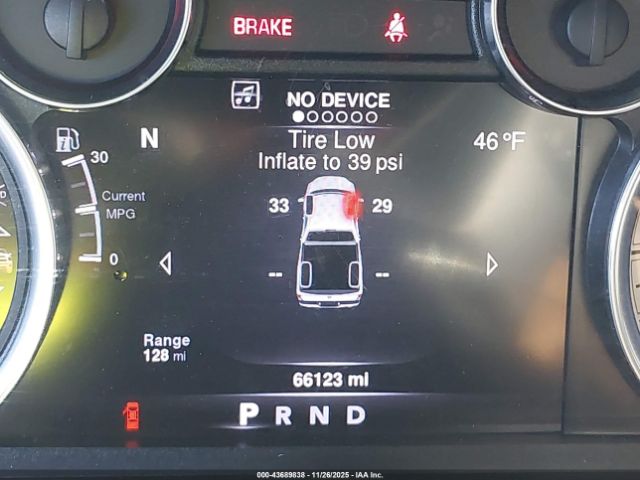 BRAKE
NO DEVICE
N
Tire Low
46 °F
Inflate to 39 psi
30
33
29
Current
MPG
0
--
--
Range
128 mi
66123 mi
P R N D
000-43689838 - 11/26/2025 - IAA Inc.